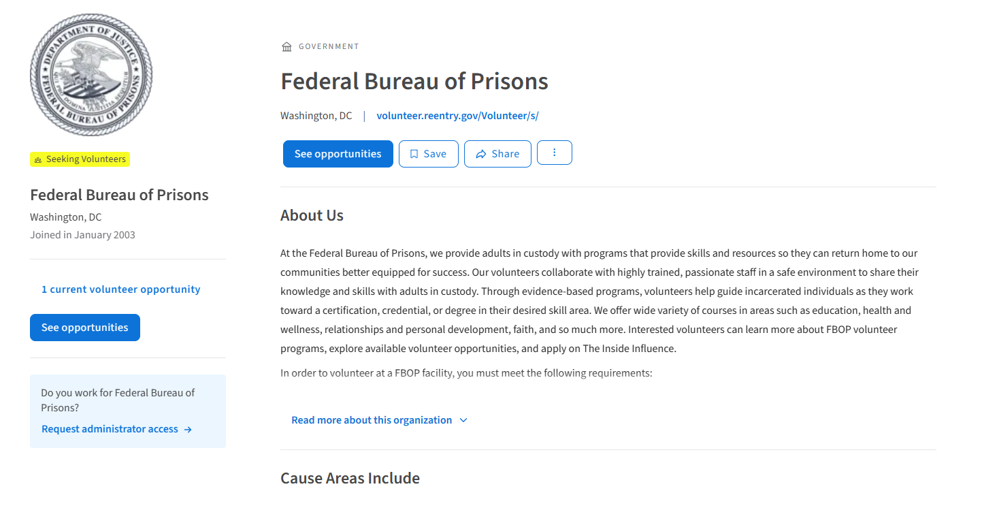 DEPARTMENT OF JUSTICE
FEDERAL BUREAU OF PRISONS
QUI PRO DOMINA JUSTITIA SEQUITUR
Seeking Volunteers
Federal Bureau of Prisons
Washington, DC
Joined in January 2003
1 current volunteer opportunity
See opportunities
Do you work for Federal Bureau of
Prisons?
Request administrator access
GOVERNMENT
Federal Bureau of Prisons
Washington, DC | volunteer.reentry.gov/Volunteer/s/
See opportunities Save Share
About Us
At the Federal Bureau of Prisons, we provide adults in custody with programs that provide skills and resources so they can return home to our
communities better equipped for success. Our volunteers collaborate with highly trained, passionate staff in a safe environment to share their
knowledge and skills with adults in custody. Through evidence-based programs, volunteers help guide incarcerated individuals as they work
toward a certification, credential, or degree in their desired skill area. We offer wide variety of courses in areas such as education, health and
wellness, relationships and personal development, faith, and so much more. Interested volunteers can learn more about FBOP volunteer
programs, explore available volunteer opportunities, and apply on The Inside Influence.
In order to volunteer at a FBOP facility, you must meet the following requirements:
Read more about this organization
Cause Areas Include